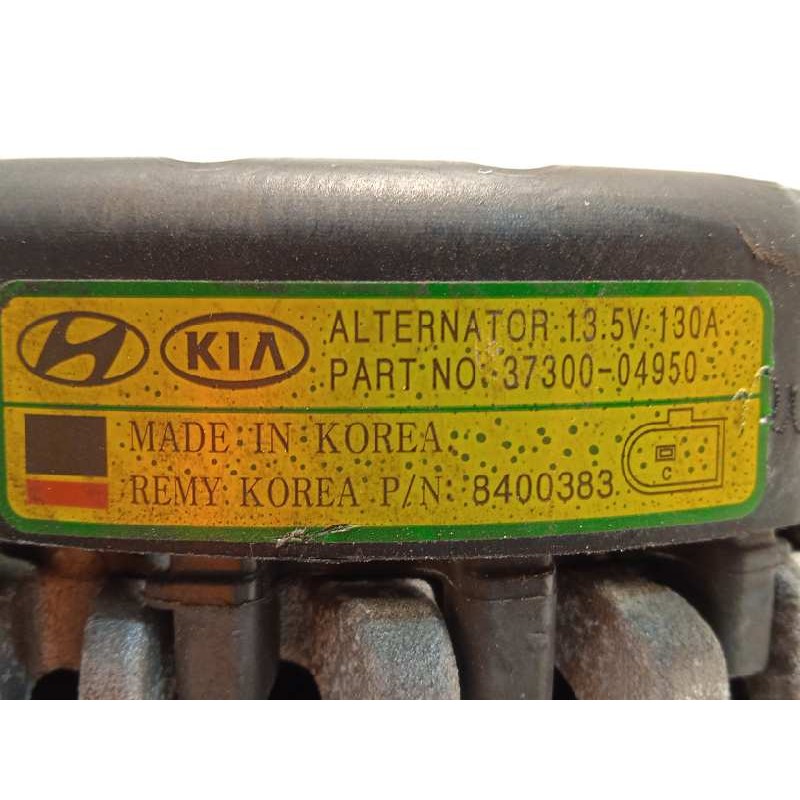 KIA
ALTERNATOR 13.5V 130A
PART NO. 37300-04950
MADE IN KOREA
REMY KOREA P/N: 8400383
C